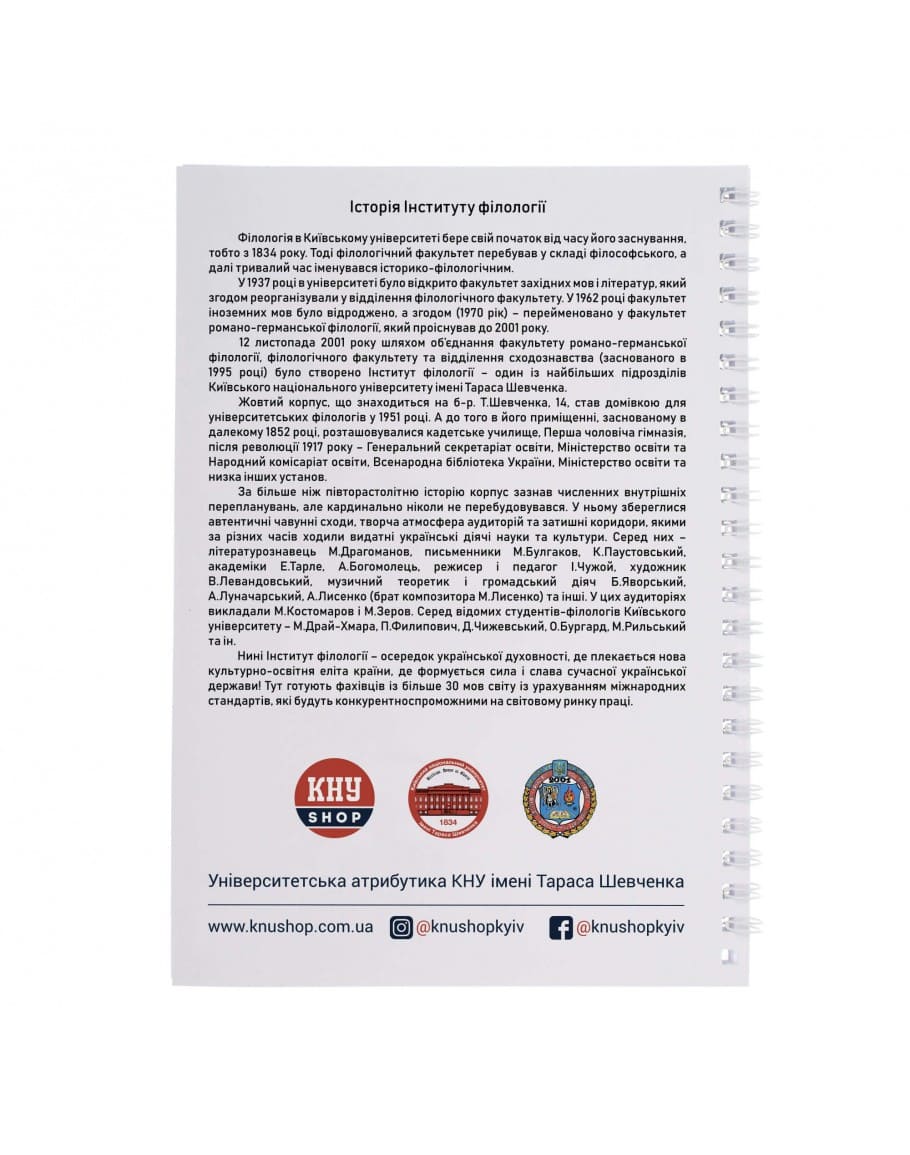 Історія Інституту філології
Філологія в Київському університеті бере свій початок від часу його заснування,
тобто з 1834 року. Тоді філологічний факультет перебував у складі філософського, а
далі тривалий час іменувався історико-філологічним.
У 1937 році в університеті було відкрито факультет західних мов і літератур, який
згодом реорганізували у відділення філологічного факультету. У 1962 році факультет
іноземних мов було відроджено, а згодом (1970 рік) – перейменовано у факультет
романо-германської філології, який проіснував до 2001 року.
12 листопада 2001 року шляхом об'єднання факультету романо-германської
філології, філологічного факультету та відділення сходознавства (заснованого в
1995 році) було створено Інститут філології – один із найбільших підрозділів
Київського національного університету імені Тараса Шевченка.
Жовтий корпус, що знаходиться на б-р. Т.Шевченка, 14, став домівкою для
університетських філологів у 1951 році. А до того в його приміщенні, заснованому в
далекому 1852 році, розташовувалися кадетське училище, Перша чоловіча гімназія,
після революції 1917 року – Генеральний секретаріат освіти, Міністерство освіти та
Народний комісаріат освіти, Всенародна бібліотека України, Міністерство освіти та
низка інших установ.
За більше ніж півторастолітню історію корпус зазнав численних внутрішніх
перепланувань, але кардинально ніколи не перебудовувався. У ньому збереглися
автентичні чавунні сходи, творча атмосфера аудиторій та затишні коридори, якими
за різних часів ходили видатні українські діячі науки та культури. Серед них –
літературознавець М.Драгоманов, письменники М.Булгаков, К.Паустовський,
академіки Е.Тарле, А.Богомолець, режисер і педагог І.Чужой, художник
В.Левандовський, музичний теоретик і громадський діяч Б.Яворський,
А.Луначарський, А.Лисенко (брат композитора М.Лисенко) та інші. У цих аудиторіях
викладали М.Костомаров і М.Зеров. Серед відомих студентів-філологів Київського
університету – М.Драй-Хмара, П.Филипович, Д.Чижевський, О.Бургард, М.Рильський
та ін.
Нині Інститут філології – осередок української духовності, де плекається нова
культурно-освітня еліта країни, де формується сила і слава сучасної української
держави! Тут готують фахівців із більше 30 мов світу із урахуванням міжнародних
стандартів, які будуть конкурентноспроможними на світовому ринку праці.
КНУ
SHOP
Київський національний університет
1834
імені Тараса Шевченка
2001
Університетська атрибутика КНУ імені Тараса Шевченка
www.knushop.com.ua @knushopkyiv @knushopkyiv